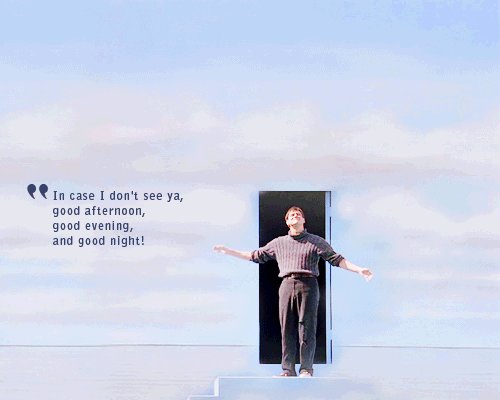 ❝ In case I don't see ya,
good afternoon,
good evening,
and good night!